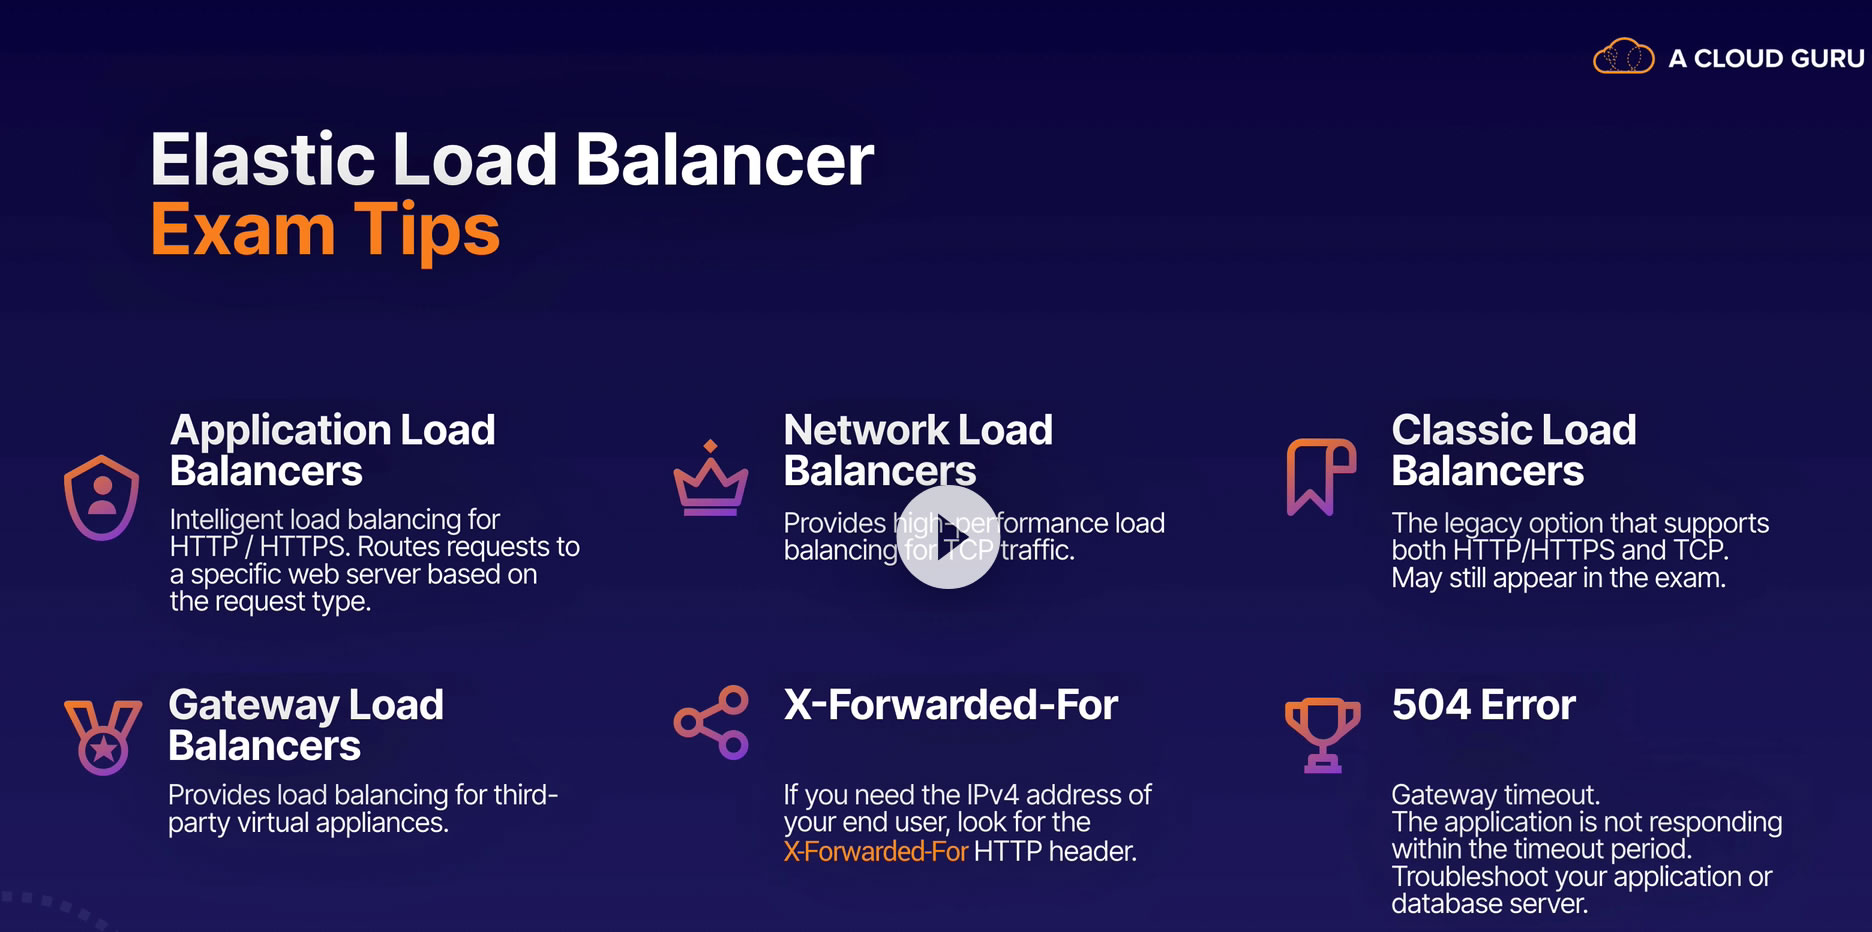 A CLOUD GURU
Elastic Load Balancer
Exam Tips
Application Load
Balancers
Intelligent load balancing for
HTTP / HTTPS. Routes requests to
a specific web server based on
the request type.
Network Load
Balancers
Provides high-performance load
balancing for TCP traffic.
Classic Load
Balancers
The legacy option that supports
both HTTP/HTTPS and TCP.
May still appear in the exam.
Gateway Load
Balancers
Provides load balancing for third-
party virtual appliances.
X-Forwarded-For
If you need the IPv4 address of
your end user, look for the
X-Forwarded-For HTTP header.
504 Error
Gateway timeout.
The application is not responding
within the timeout period.
Troubleshoot your application or
database server.